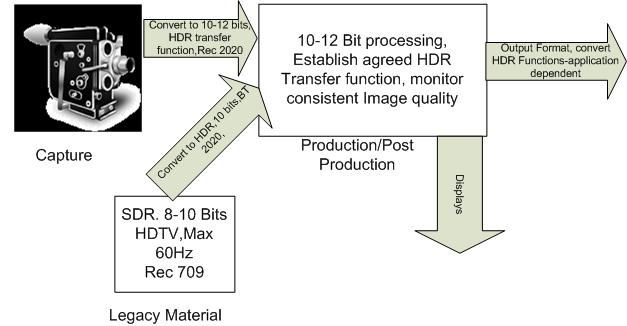 Convert to 10-12 bits,
HDR transfer
function,Rec 2020
10-12 Bit processing,
Establish agreed HDR
Transfer function, monitor
consistent Image quality
Output Format, convert
HDR Functions-application
dependent
Capture
Convert to HDR,10 bits,BT
2020,
Production/Post
Production
Displays
SDR. 8-10 Bits
HDTV,Max
60Hz
Rec 709
Legacy Material